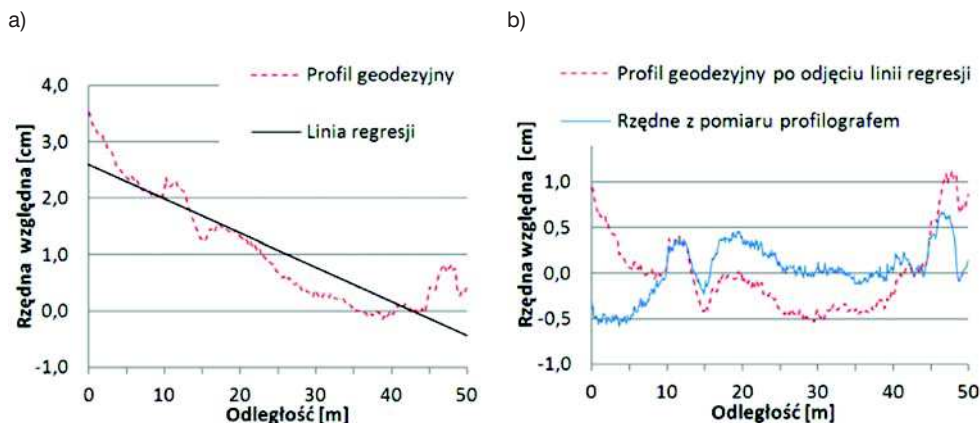 a)
Profil geodezyjny
Linia regresji
Rzędna względna [cm]
4,0
3,0
2,0
1,0
0,0
-1,0
0
10
20
30
40
50
Odległość [m]
b)
Profil geodezyjny po odjęciu linii regresji
Rzędne z pomiaru profilografem
Rzędna względna [cm]
1,0
0,5
0,0
-0,5
-1,0
0
10
20
30
40
50
Odległość [m]